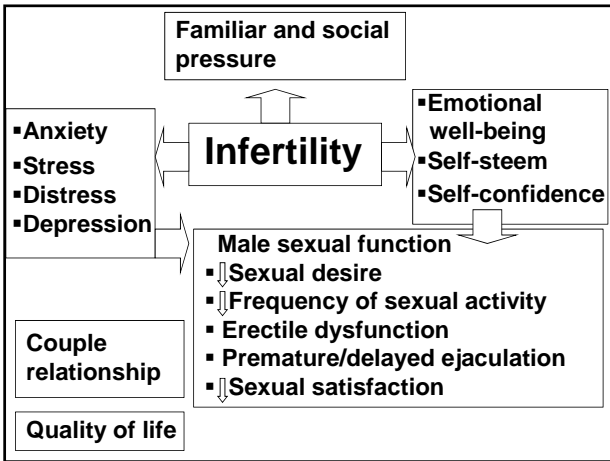 Familiar and social
pressure
▪Anxiety
▪Stress
▪Distress
▪Depression
Infertility
▪Emotional
well-being
▪Self-steem
▪Self-confidence
Male sexual function
▪⇩Sexual desire
▪⇩Frequency of sexual activity
▪ Erectile dysfunction
▪ Premature/delayed ejaculation
▪⇩Sexual satisfaction
Couple
relationship
Quality of life